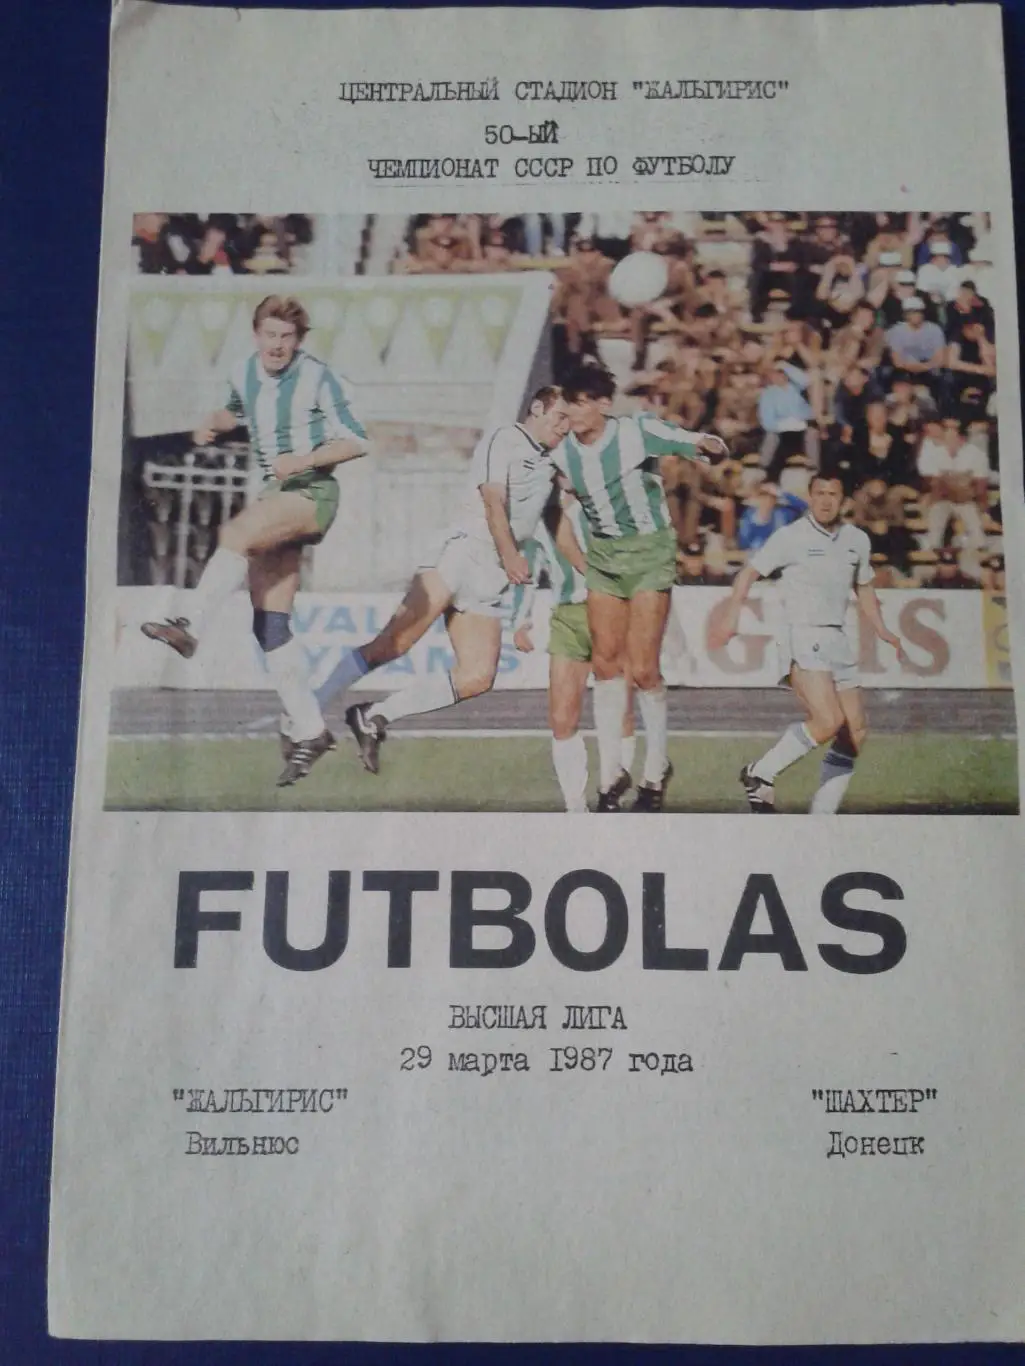 ЦЕНТРАЛЬНЫЙ СТАДИОН "ЖАЛЬГИРИС"
50-ЫЙ
ЧЕМПИОНАТ СССР ПО ФУТБОЛУ
FUTBOLAS
ВЫСШАЯ ЛИГА
29 марта 1987 года
"ЖАЛЬГИРИС" "ШАХТЕР"
Вильнюс Донецк